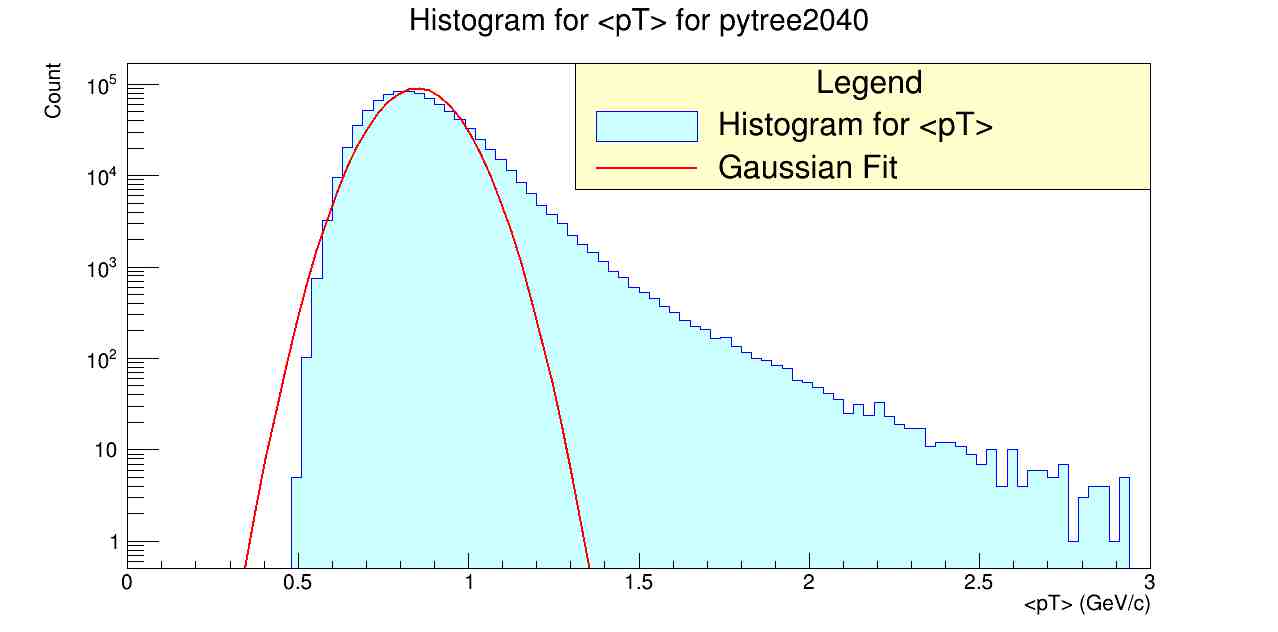 Histogram for <pT> for pytree2040
Count
Legend
Histogram for <pT>
Gaussian Fit
10⁵
10⁴
10³
10²
10
1
0 0.5 1 1.5 2 2.5 3
<pT> (GeV/c)